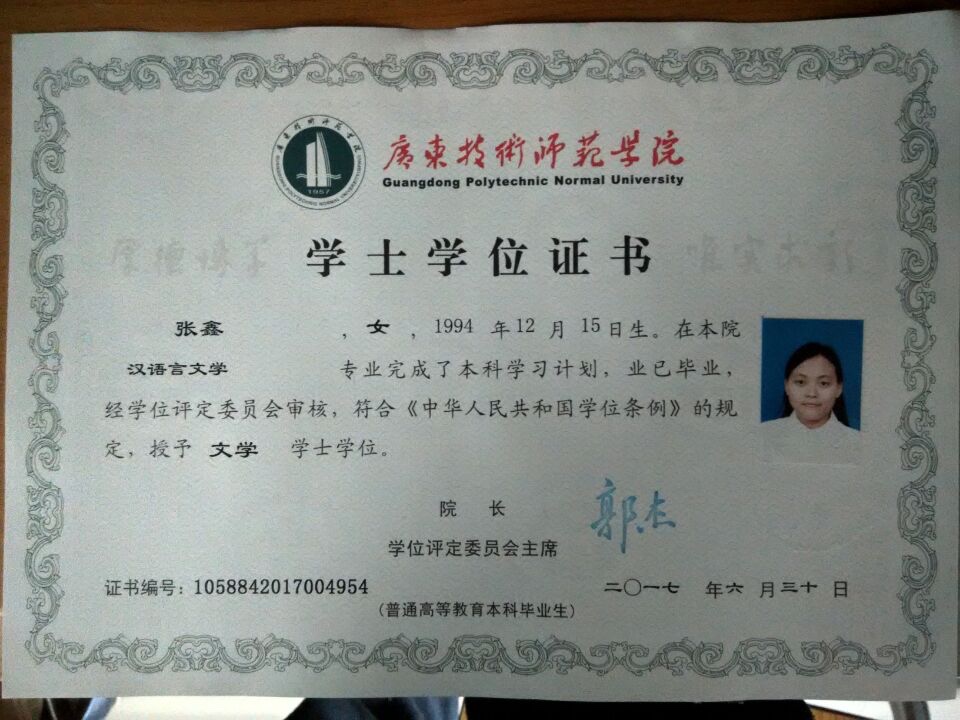 廣東技術師範學院
Guangdong Polytechnic Normal University
1957
学士学位证书
张鑫 ，女，1994 年12 月 15日生。在本院
汉语言文学 专业完成了本科学习计划，业已毕业，
经学位评定委员会审核，符合《中华人民共和国学位条例》的规
定，授予 文学 学士学位。
院 长
郭杰
学位评定委员会主席
证书编号：1058842017004954
二〇一七 年六 月三十 日
（普通高等教育本科毕业生）